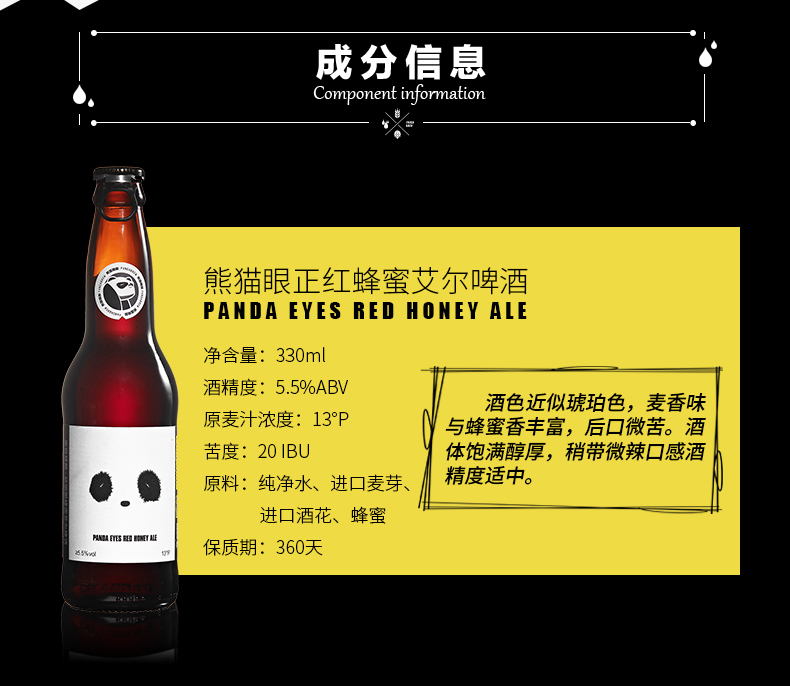 成分信息
Component information
熊猫眼正红蜂蜜艾尔啤酒
PANDA EYES RED HONEY ALE
净含量：330ml
酒精度：5.5%ABV
原麦汁浓度：13°P
苦度：20 IBU
原料：纯净水、进口麦芽、
进口酒花、蜂蜜
保质期：360天
酒色近似琥珀色，麦香味
与蜂蜜香丰富，后口微苦。酒
体饱满醇厚，稍带微辣口感酒
精度适中。
PANDA EYES RED HONEY ALE
≥5.5%vol
13°P